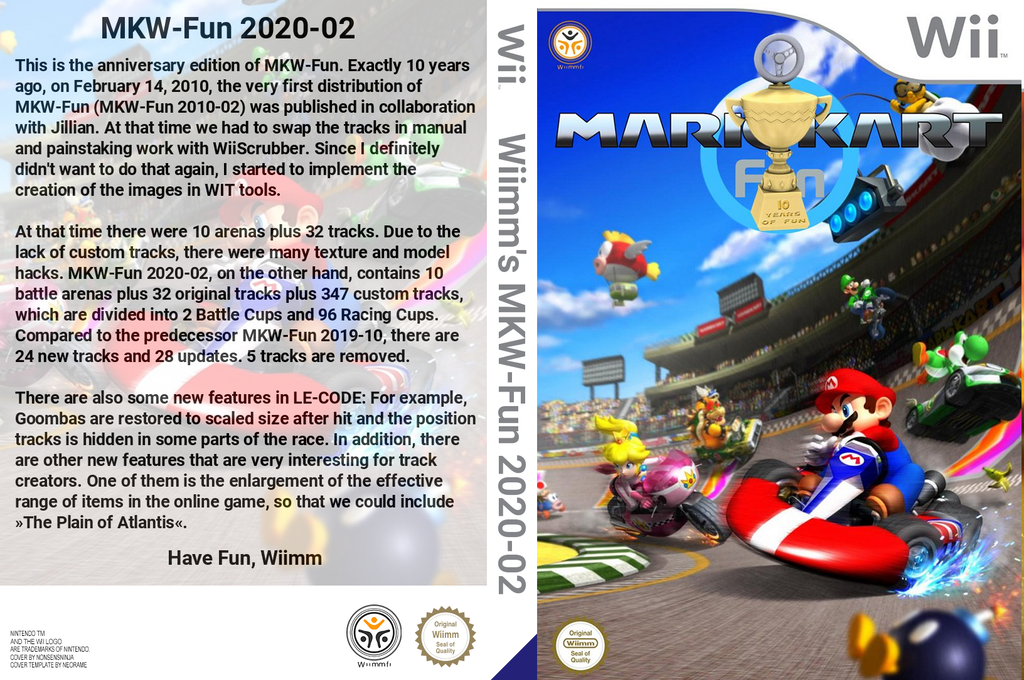 MKW-Fun 2020-02
This is the anniversary edition of MKW-Fun. Exactly 10 years
ago, on February 14, 2010, the very first distribution of
MKW-Fun (MKW-Fun 2010-02) was published in collaboration
with Jillian. At that time we had to swap the tracks in manual
and painstaking work with WiiScrubber. Since I definitely
didn't want to do that again, I started to implement the
creation of the images in WIT tools.
At that time there were 10 arenas plus 32 tracks. Due to the
lack of custom tracks, there were many texture and model
hacks. MKW-Fun 2020-02, on the other hand, contains 10
battle arenas plus 32 original tracks plus 347 custom tracks,
which are divided into 2 Battle Cups and 96 Racing Cups.
Compared to the predecessor MKW-Fun 2019-10, there are
24 new tracks and 28 updates. 5 tracks are removed.
There are also some new features in LE-CODE: For example,
Goombas are restored to scaled size after hit and the position
tracks is hidden in some parts of the race. In addition, there
are other new features that are very interesting for track
creators. One of them is the enlargement of the effective
range of items in the online game, so that we could include
»The Plain of Atlantis«.
Have Fun, Wiimm
NINTENDO TM
AND THE WII LOGO
ARE TRADEMARKS OF NINTENDO.
COVER BY NONSENSNINJA
COVER TEMPLATE BY NEORAME
Wiimmfi
Original
Wiimm
Seal of
Quality
Wii
Wiimm's MKW-Fun 2020-02
Wiimmfi
Wii
TM
MARIO KART
Fun
10
YEARS
OF FUN
M
M
Original
Wiimm
Seal of
Quality